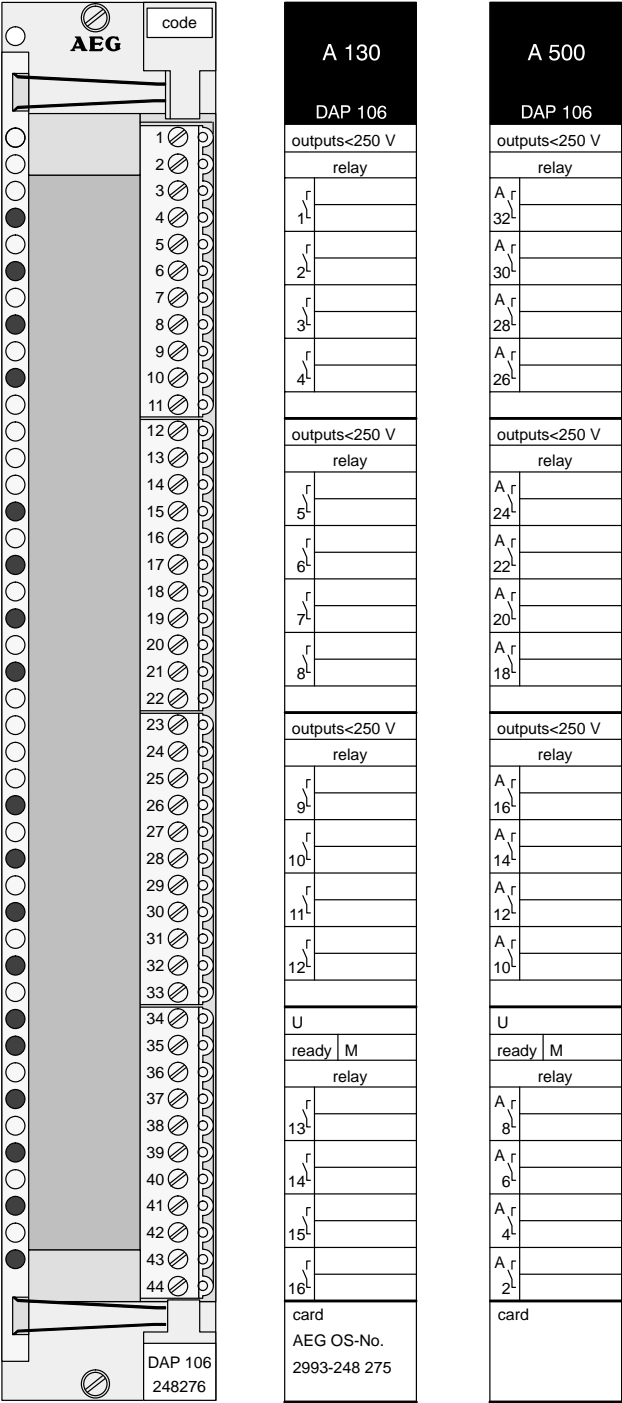 code
AEG
1
2
3
4
5
6
7
8
9
10
11
12
13
14
15
16
17
18
19
20
21
22
23
24
25
26
27
28
29
30
31
32
33
34
35
36
37
38
39
40
41
42
43
44
DAP 106
248276
A 130
DAP 106
outputs<250 V
relay
1
2
3
4
outputs<250 V
relay
5
6
7
8
outputs<250 V
relay
9
10
11
12
U
ready M
relay
13
14
15
16
card
AEG OS-No.
2993-248 275
A 500
DAP 106
outputs<250 V
relay
A
32
A
30
A
28
A
26
outputs<250 V
relay
A
24
A
22
A
20
A
18
outputs<250 V
relay
A
16
A
14
A
12
A
10
U
ready M
relay
A
8
A
6
A
4
A
2
card